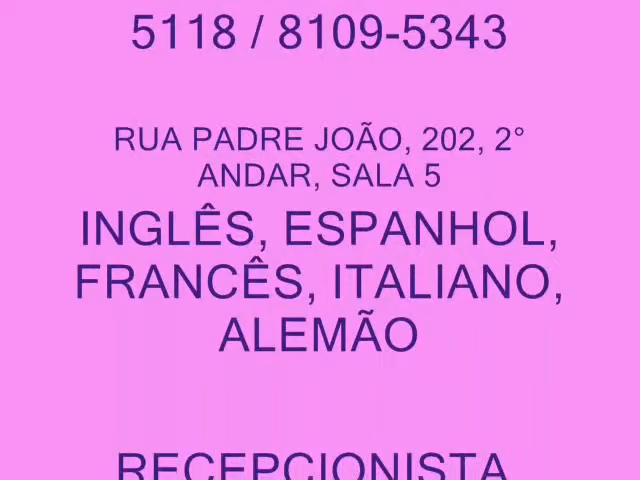 5118 / 8109-5343
RUA PADRE JOÃO, 202, 2°
ANDAR, SALA 5
INGLÊS, ESPANHOL,
FRANCÊS, ITALIANO,
ALEMÃO
RECEPCIONISTA